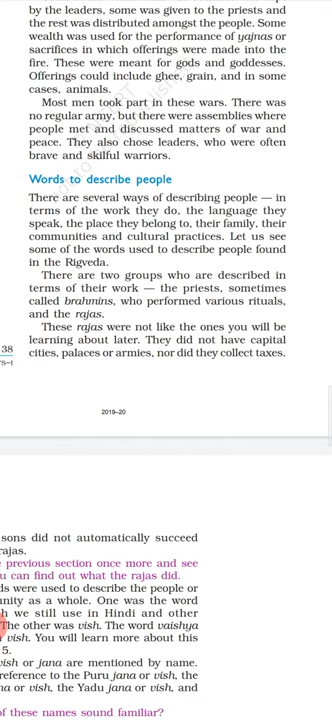 by the leaders, some was given to the priests and
the rest was distributed amongst the people. Some
wealth was used for the performance of yajnas or
sacrifices in which offerings were made into the
fire. These were meant for gods and goddesses.
Offerings could include ghee, grain, and in some
cases, animals.
Most men took part in these wars. There was
no regular army, but there were assemblies where
people met and discussed matters of war and
peace. They also chose leaders, who were often
brave and skilful warriors.
Words to describe people
There are several ways of describing people — in
terms of the work they do, the language they
speak, the place they belong to, their family, their
communities and cultural practices. Let us see
some of the words used to describe people found
in the Rigveda.
There are two groups who are described in
terms of their work — the priests, sometimes
called brahmins, who performed various rituals,
and the rajas.
These rajas were not like the ones you will be
learning about later. They did not have capital
cities, palaces or armies, nor did they collect taxes.
38
2019–20
sons did not automatically succeed
rajas.
previous section once more and see
u can find out what the rajas did.
ds were used to describe the people or
unity as a whole. One was the word
h we still use in Hindi and other
The other was vish. The word vaishya
vish. You will learn more about this
5.
vish or jana are mentioned by name.
reference to the Puru jana or vish, the
na or vish, the Yadu jana or vish, and
of these names sound familiar?